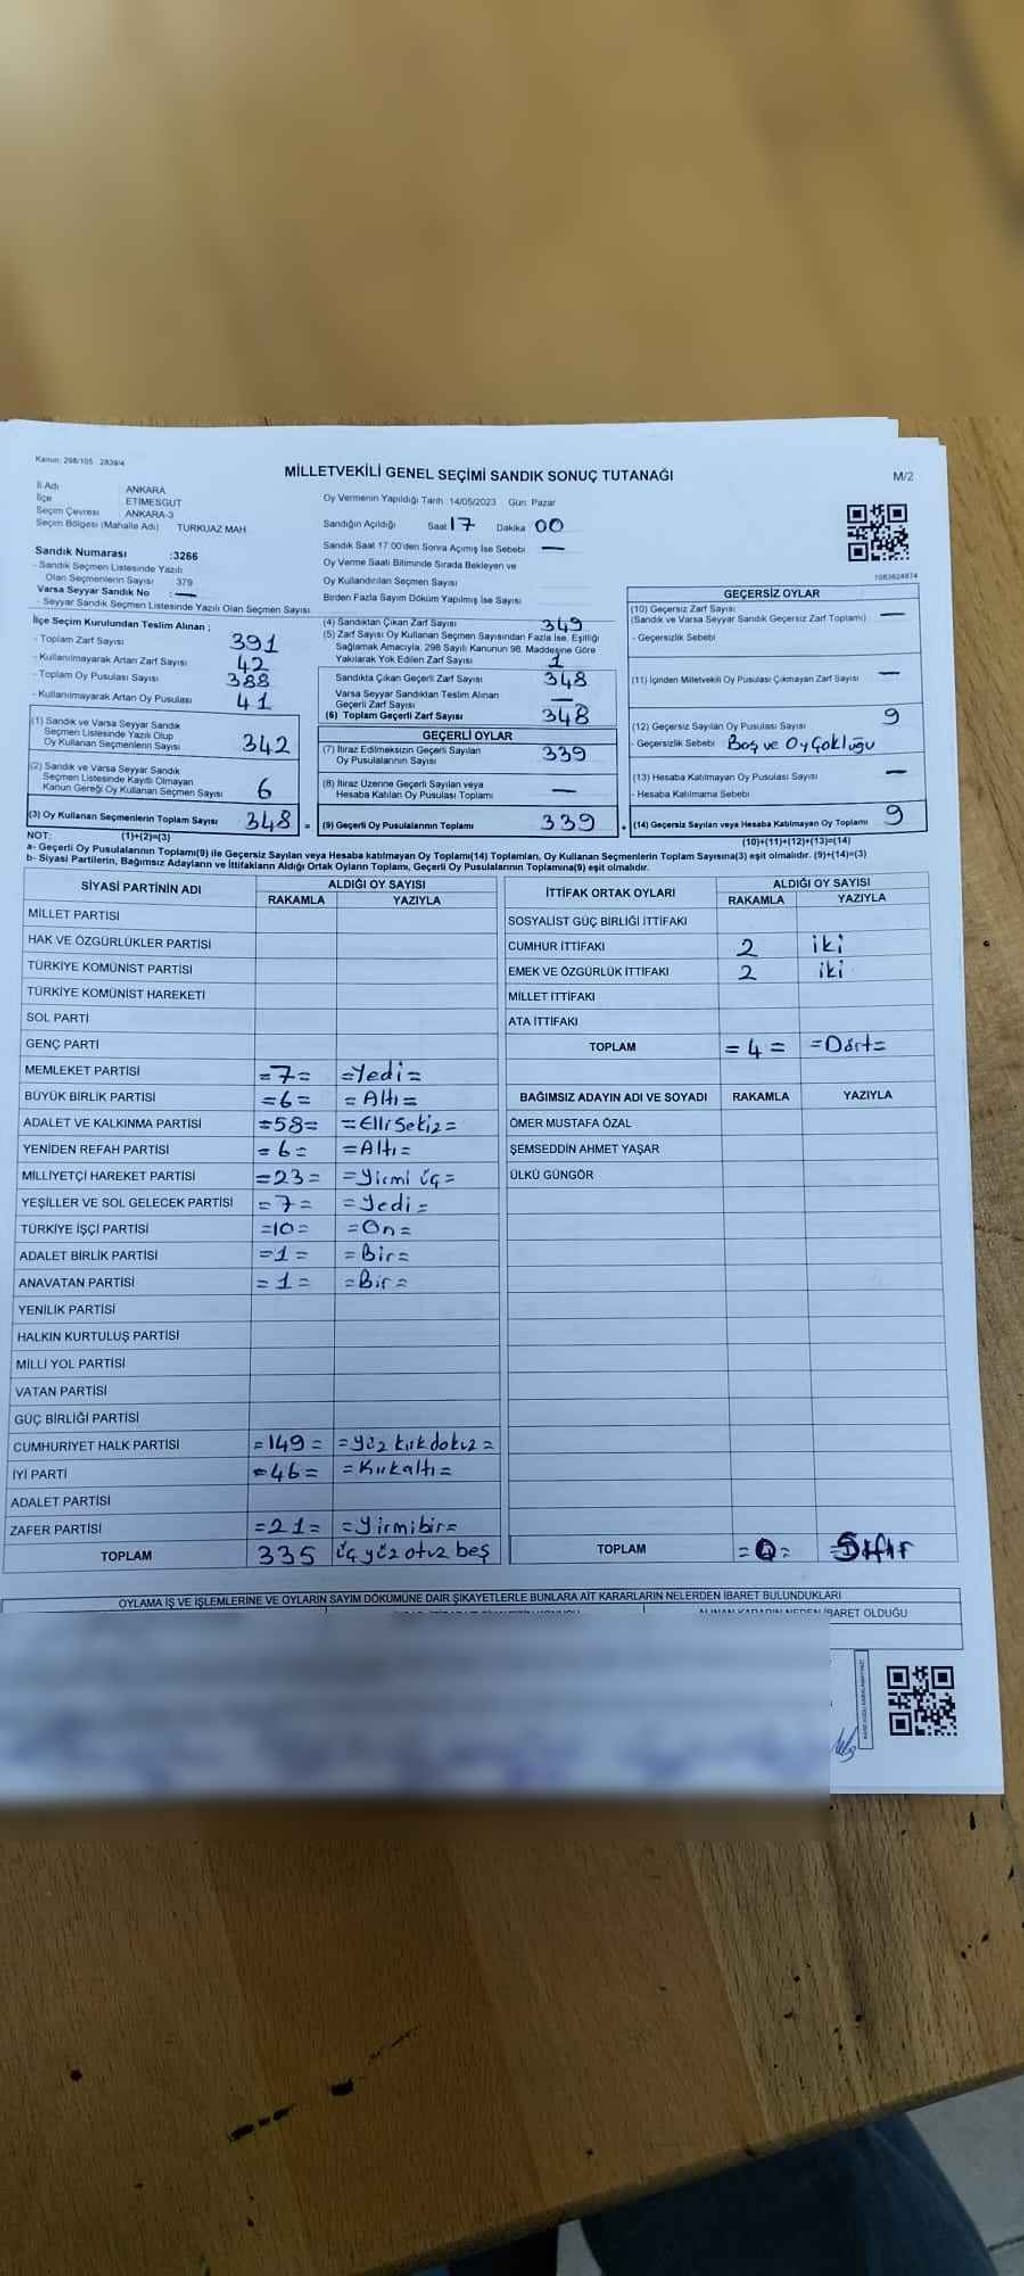 Kanun: 298/105 2839/4
MİLLETVEKİLİ GENEL SEÇİMİ SANDIK SONUÇ TUTANAĞI
M/2
İl Adı : ANKARA
İlçe : ETİMESGUT
Seçim Çevresi : ANKARA-3
Seçim Bölgesi (Mahalle Adı) TURKUAZ MAH
Oy Vermenin Yapıldığı Tarih :14/05/2023 Gün: Pazar
Sandığın Açıldığı Saat 17 Dakika 00
Sandık Saat 17:00'den Sonra Açımış İse Sebebi —
Oy Verme Saati Bitiminde Sırada Bekleyen ve
Oy Kullandırılan Seçmen Sayısı
Birden Fazla Sayım Döküm Yapılmış İse Sayısı
1083624874
Sandık Numarası :3266
- Sandık Seçmen Listesinde Yazılı
Olan Seçmenlerin Sayısı 379
Varsa Seyyar Sandık No : —
- Seyyar Sandık Seçmen Listesinde Yazılı Olan Seçmen Sayısı
İlçe Seçim Kurulundan Teslim Alınan ;
- Toplam Zarf Sayısı 391
- Kullanılmayarak Artan Zarf Sayısı 42
- Toplam Oy Pusulası Sayısı 388
- Kullanılmayarak Artan Oy Pusulası 41
(1) Sandık ve Varsa Seyyar Sandık
Seçmen Listesinde Yazılı Olup
Oy Kullanan Seçmenlerin Sayısı 342
(2) Sandık ve Varsa Seyyar Sandık
Seçmen Listesinde Kayıtlı Olmayan
Kanun Gereği Oy Kullanan Seçmen Sayısı 6
(3) Oy Kullanan Seçmenlerin Toplam Sayısı 348 =
(4) Sandıktan Çıkan Zarf Sayısı 349
(5) Zarf Sayısı Oy Kullanan Seçmen Sayısından Fazla İse, Eşitliği
Sağlamak Amacıyla, 298 Sayılı Kanunun 98. Maddesine Göre
Yakılarak Yok Edilen Zarf Sayısı 1
Sandıkta Çıkan Geçerli Zarf Sayısı 348
Varsa Seyyar Sandıktan Teslim Alınan
Geçerli Zarf Sayısı —
(6) Toplam Geçerli Zarf Sayısı 348
GEÇERLİ OYLAR
(7) İtiraz Edilmeksizin Geçerli Sayılan
Oy Pusulalarının Sayısı 339
(8) İtiraz Üzerine Geçerli Sayılan veya
Hesaba Katılan Oy Pusulası Toplamı —
(9) Geçerli Oy Pusulalarının Toplamı 339
GEÇERSİZ OYLAR
(10) Geçersiz Zarf Sayısı —
(Sandık ve Varsa Seyyar Sandık Geçersiz Zarf Toplamı)
- Geçersizlik Sebebi
(11) İçinden Milletvekili Oy Pusulası Çıkmayan Zarf Sayısı —
(12) Geçersiz Sayılan Oy Pusulası Sayısı 9
- Geçersizlik Sebebi Boş ve Oy Çokluğu
(13) Hesaba Katılmayan Oy Pusulası Sayısı —
- Hesaba Katılmama Sebebi
(14) Geçersiz Sayılan veya Hesaba Katılmayan Oy Toplamı 9
NOT: (1)+(2)=(3)
(10)+(11)+(12)+(13)=(14)
a- Geçerli Oy Pusulalarının Toplamı(9) ile Geçersiz Sayılan veya Hesaba katılmayan Oy Toplamı(14) Toplamları, Oy Kullanan Seçmenlerin Toplam Sayısına(3) eşit olmalıdır. (9)+(14)=(3)
b- Siyasi Partilerin, Bağımsız Adayların ve İttifakların Aldığı Ortak Oyların Toplamı, Geçerli Oy Pusulalarının Toplamına(9) eşit olmalıdır.
SİYASİ PARTİNİN ADI ALDIĞI OY SAYISI
RAKAMLA YAZIYLA
MİLLET PARTİSİ
HAK VE ÖZGÜRLÜKLER PARTİSİ
TÜRKİYE KOMÜNİST PARTİSİ
TÜRKİYE KOMÜNİST HAREKETİ
SOL PARTİ
GENÇ PARTİ
MEMLEKET PARTİSİ =7= =Yedi=
BÜYÜK BİRLİK PARTİSİ =6= =Altı=
ADALET VE KALKINMA PARTİSİ =58= =Elli Sekiz=
YENİDEN REFAH PARTİSİ =6= =Altı=
MİLLİYETÇİ HAREKET PARTİSİ =23= =Yirmi üç=
YEŞİLLER VE SOL GELECEK PARTİSİ =7= =Yedi=
TÜRKİYE İŞÇİ PARTİSİ =10= =On=
ADALET BİRLİK PARTİSİ =1= =Bir=
ANAVATAN PARTİSİ =1= =Bir=
YENİLİK PARTİSİ
HALKIN KURTULUŞ PARTİSİ
MİLLİ YOL PARTİSİ
VATAN PARTİSİ
GÜÇ BİRLİĞİ PARTİSİ
CUMHURİYET HALK PARTİSİ =149= =yüz kırk dokuz=
İYİ PARTİ =46= =Kırkaltı=
ADALET PARTİSİ
ZAFER PARTİSİ =21= =Yirmibir=
TOPLAM 335 üç yüz otuz beş
İTTİFAK ORTAK OYLARI ALDIĞI OY SAYISI
RAKAMLA YAZIYLA
SOSYALİST GÜÇ BİRLİĞİ İTTİFAKI
CUMHUR İTTİFAKI 2 iki
EMEK VE ÖZGÜRLÜK İTTİFAKI 2 iki
MİLLET İTTİFAKI
ATA İTTİFAKI
TOPLAM =4= =Dört=
BAĞIMSIZ ADAYIN ADI VE SOYADI RAKAMLA YAZIYLA
ÖMER MUSTAFA ÖZAL
ŞEMSEDDİN AHMET YAŞAR
ÜLKÜ GÜNGÖR
TOPLAM =0= =Sıfır
OYLAMA İŞ VE İŞLEMLERİNE VE OYLARIN SAYIM DÖKÜMÜNE DAİR ŞİKAYETLERLE BUNLARA AİT KARARLARIN NELERDEN İBARET BULUNDUKLARI
ALINAN KARARIN NEDEN İBARET OLDUĞU